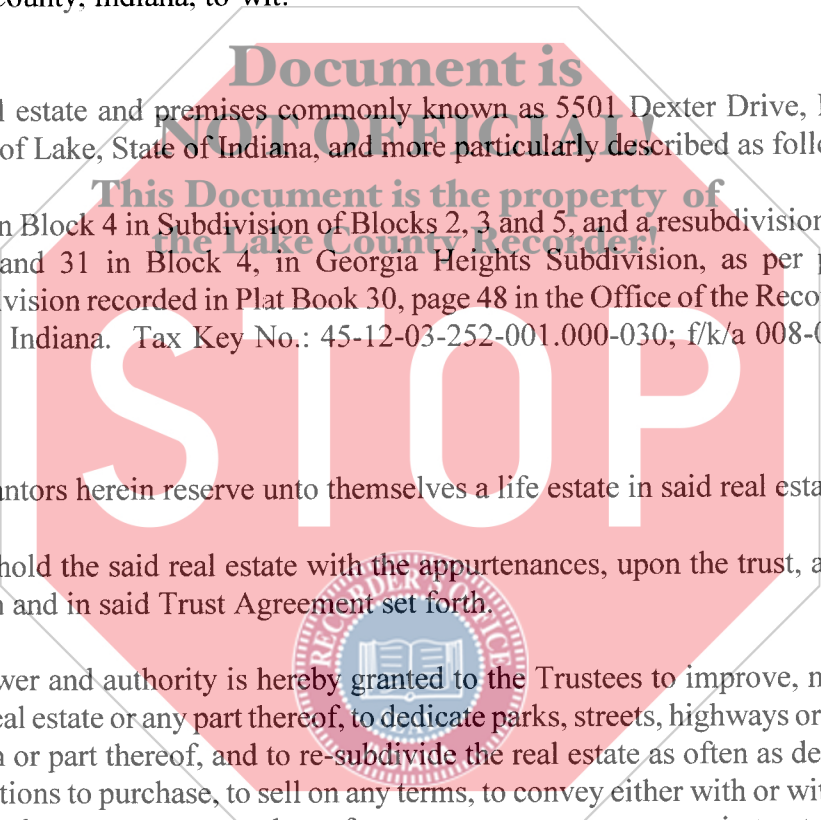 County, Indiana, to wit:
Document is
estate and premises commonly known as 5501 Dexter Drive,
NOT OFFICIAL!
of Lake, State of Indiana, and more particularly described as
This Document is the property of
Block 4 in Subdivision of Blocks 2, 3 and 5, and a resubdivision
the Lake County Recorder!
and 31 in Block 4, in Georgia Heights Subdivision, as per
vision recorded in Plat Book 30, page 48 in the Office of the Reco
Indiana. Tax Key No.: 45-12-03-252-001.000-030; f/k/a 008-
STOP
antors herein reserve unto themselves a life estate in said real esta
hold the said real estate with the appurtenances, upon the trust,
and in said Trust Agreement set forth.
RECORDER'S OFFICE
wer and authority is hereby granted to the Trustees to improve,
eal estate or any part thereof, to dedicate parks, streets, highways or
or part thereof, and to re-subdivide the real estate as often as de
tions to purchase, to sell on any terms, to convey either with or wit